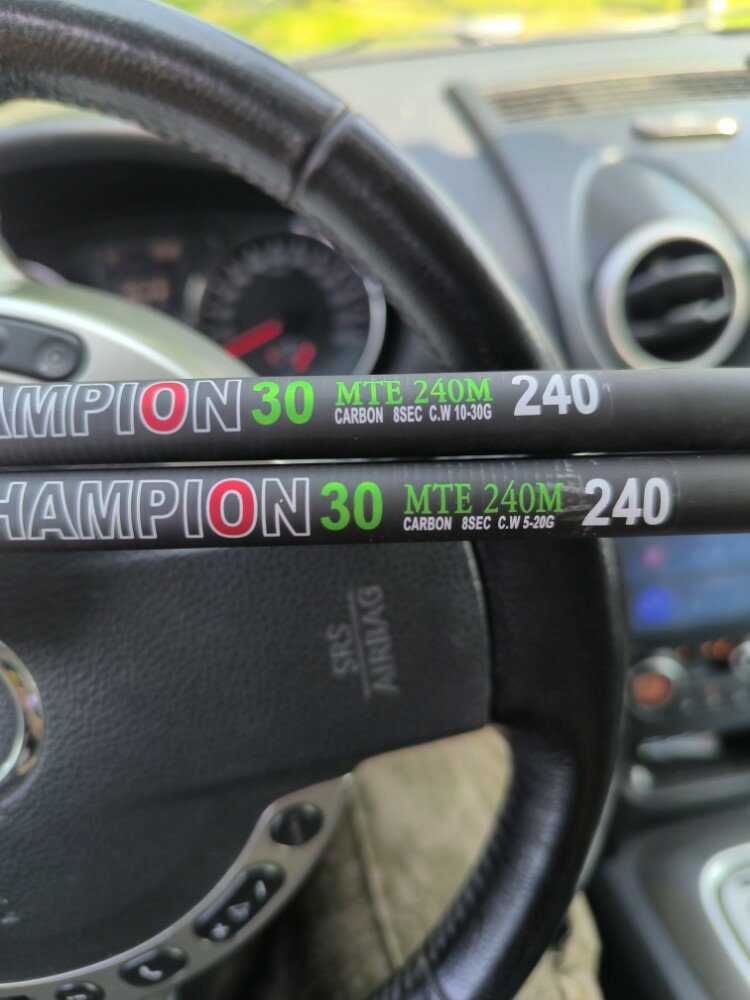 AMPION 30 MTE 240M 240
CARBON 8SEC C.W 10-30G
HAMPION 30 MTE 240M 240
CARBON 8SEC C.W 5-20G
SRS
AIRBAG